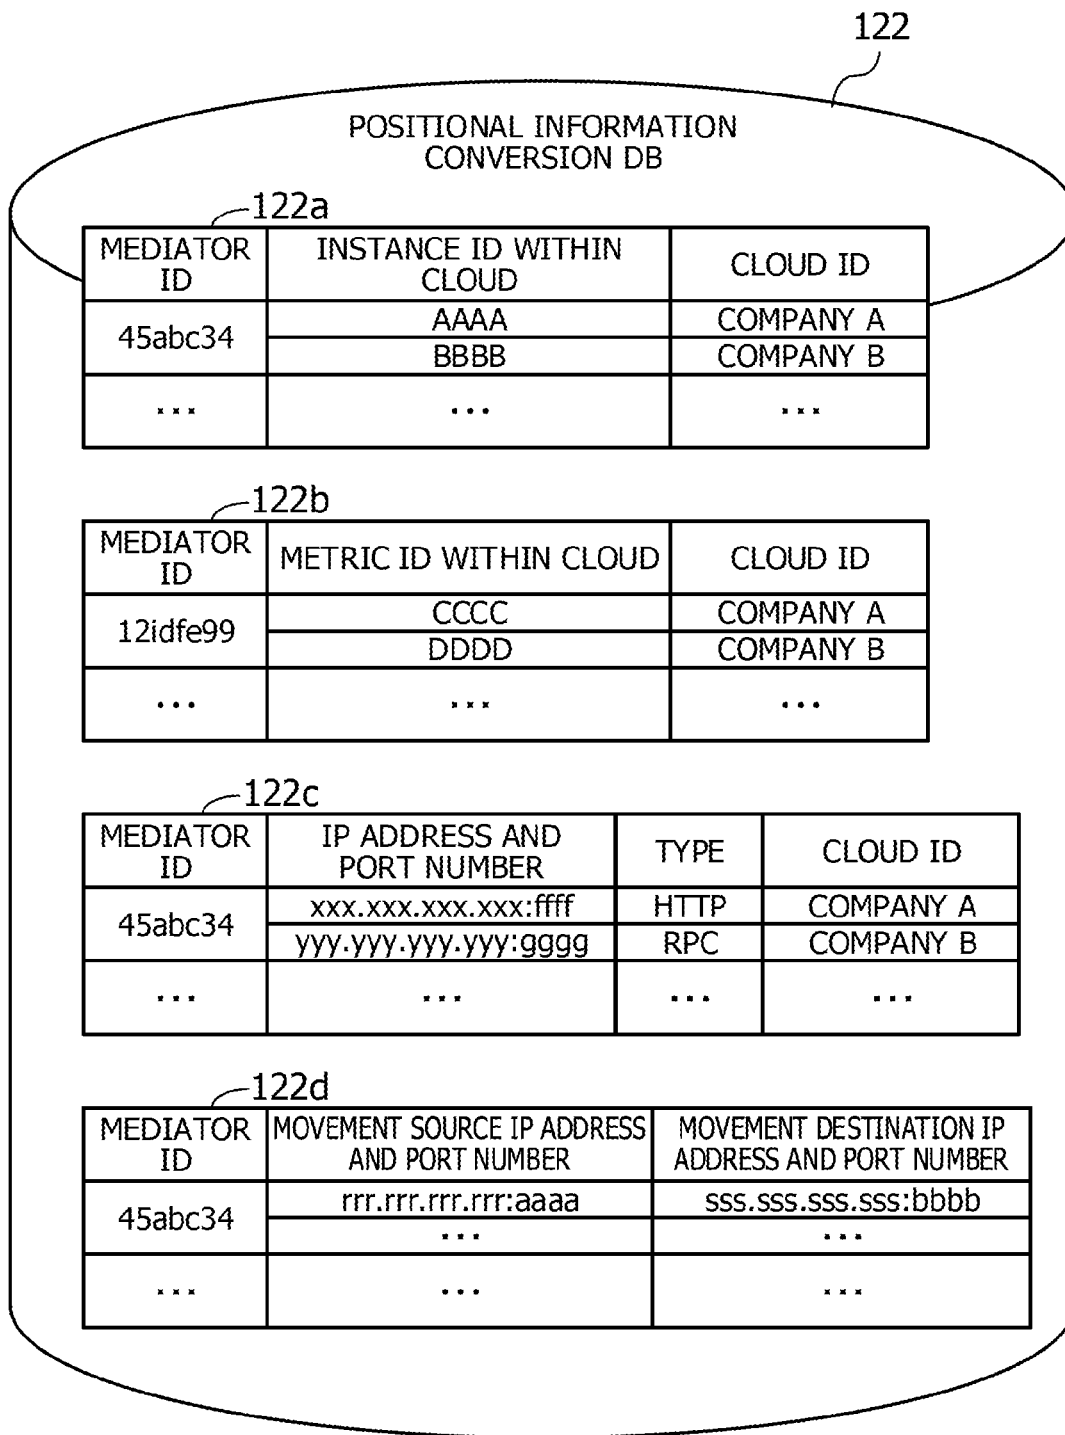 122
POSITIONAL INFORMATION
CONVERSION DB
122a
MEDIATOR ID INSTANCE ID WITHIN CLOUD CLOUD ID
45abc34 AAAA COMPANY A
BBBB COMPANY B
... ... ...
122b
MEDIATOR ID METRIC ID WITHIN CLOUD CLOUD ID
12idfe99 CCCC COMPANY A
DDDD COMPANY B
... ... ...
122c
MEDIATOR ID IP ADDRESS AND PORT NUMBER TYPE CLOUD ID
45abc34 xxx.xxx.xxx.xxx:ffff HTTP COMPANY A
yyy.yyy.yyy.yyy:gggg RPC COMPANY B
... ... ... ...
122d
MEDIATOR ID MOVEMENT SOURCE IP ADDRESS AND PORT NUMBER MOVEMENT DESTINATION IP ADDRESS AND PORT NUMBER
45abc34 rrr.rrr.rrr.rrr:aaaa sss.sss.sss.sss:bbbb
... ...
... ... ...